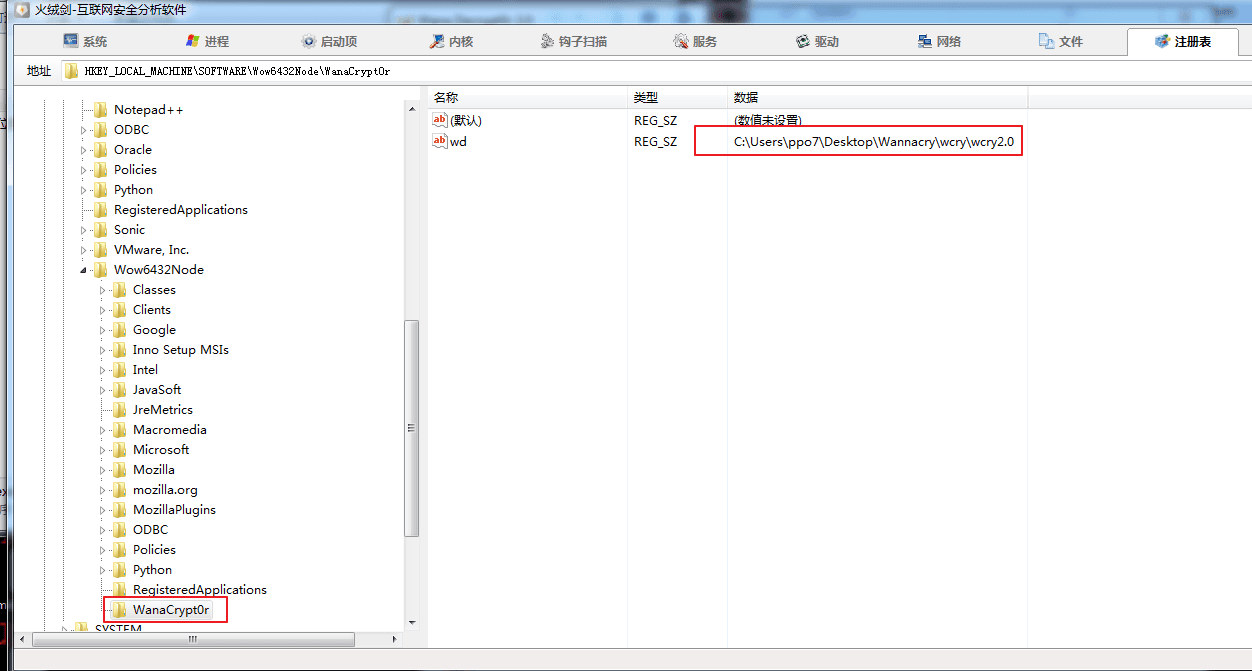 火绒剑-互联网安全分析软件
系统 进程 启动项 内核 钩子扫描 服务 驱动 网络 文件 注册表
地址 HKEY_LOCAL_MACHINE\SOFTWARE\Wow6432Node\WanaCrypt0r
名称 类型 数据
(默认) REG_SZ (数值未设置)
wd REG_SZ C:\Users\ppo7\Desktop\Wannacry\wcry\wcry2.0
Notepad++
ODBC
Oracle
Policies
Python
RegisteredApplications
Sonic
VMware, Inc.
Wow6432Node
Classes
Clients
Google
Inno Setup MSIs
Intel
JavaSoft
JreMetrics
Macromedia
Microsoft
Mozilla
mozilla.org
MozillaPlugins
ODBC
Policies
Python
RegisteredApplications
WanaCrypt0r
SYSTEM